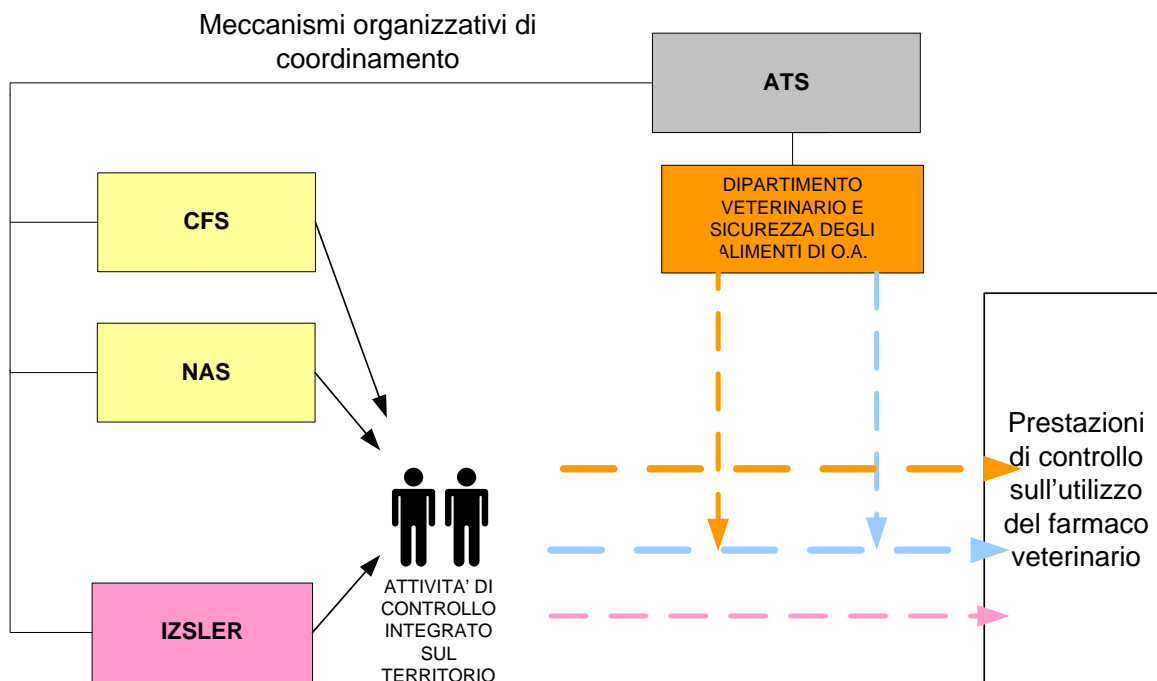 Meccanismi organizzativi di
coordinamento
ATS
DIPARTIMENTO
VETERINARIO E
SICUREZZA DEGLI
ALIMENTI DI O.A.
CFS
NAS
IZSLER
ATTIVITA' DI
CONTROLLO
INTEGRATO
SUL
TERRITORIO
Prestazioni
di controllo
sull'utilizzo
del farmaco
veterinario